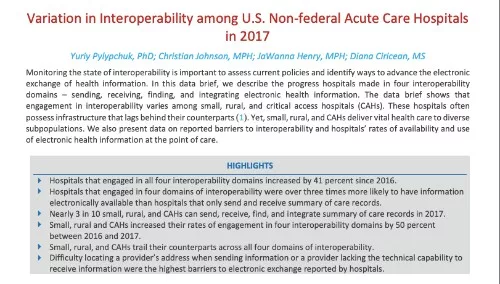 Variation in Interoperability among U.S. Non-federal Acute Care Hospitals
in 2017
Yuriy Pylypchuk, PhD; Christian Johnson, MPH; JaWanna Henry, MPH; Diana Ciricean, MS
Monitoring the state of interoperability is important to assess current policies and identify ways to advance the electronic
exchange of health information. In this data brief, we describe the progress hospitals made in four interoperability
domains – sending, receiving, finding, and integrating electronic health information. The data brief shows that
engagement in interoperability varies among small, rural, and critical access hospitals (CAHs). These hospitals often
possess infrastructure that lags behind their counterparts (1). Yet, small, rural, and CAHs deliver vital health care to diverse
subpopulations. We also present data on reported barriers to interoperability and hospitals' rates of availability and use
of electronic health information at the point of care.
HIGHLIGHTS
Hospitals that engaged in all four interoperability domains increased by 41 percent since 2016.
Hospitals that engaged in four domains of interoperability were over three times more likely to have information
electronically available than hospitals that only send and receive summary of care records.
Nearly 3 in 10 small, rural, and CAHs can send, receive, find, and integrate summary of care records in 2017.
Small, rural and CAHs increased their rates of engagement in four interoperability domains by 50 percent
between 2016 and 2017.
Small, rural, and CAHs trail their counterparts across all four domains of interoperability.
Difficulty locating a provider's address when sending information or a provider lacking the technical capability to
receive information were the highest barriers to electronic exchange reported by hospitals.